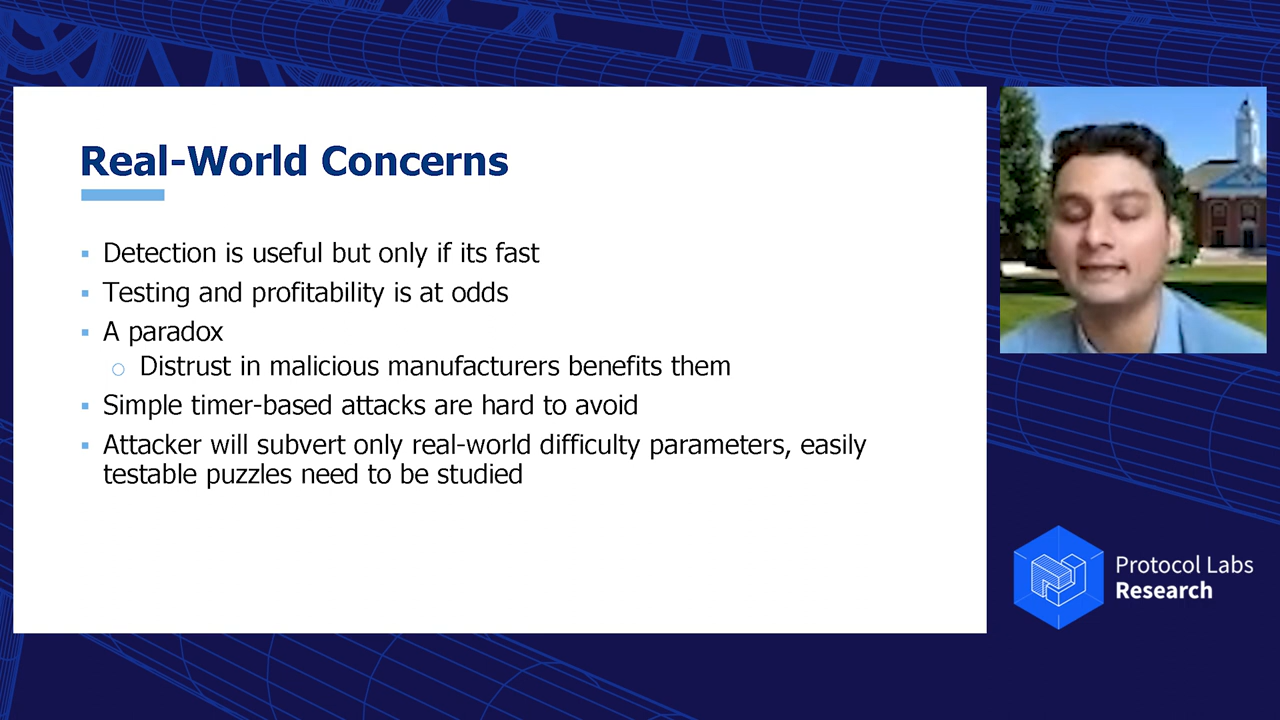 Real-World Concerns
Detection is useful but only if its fast
Testing and profitability is at odds
A paradox
Distrust in malicious manufacturers benefits them
Simple timer-based attacks are hard to avoid
Attacker will subvert only real-world difficulty parameters, easily
testable puzzles need to be studied
Protocol Labs
Research